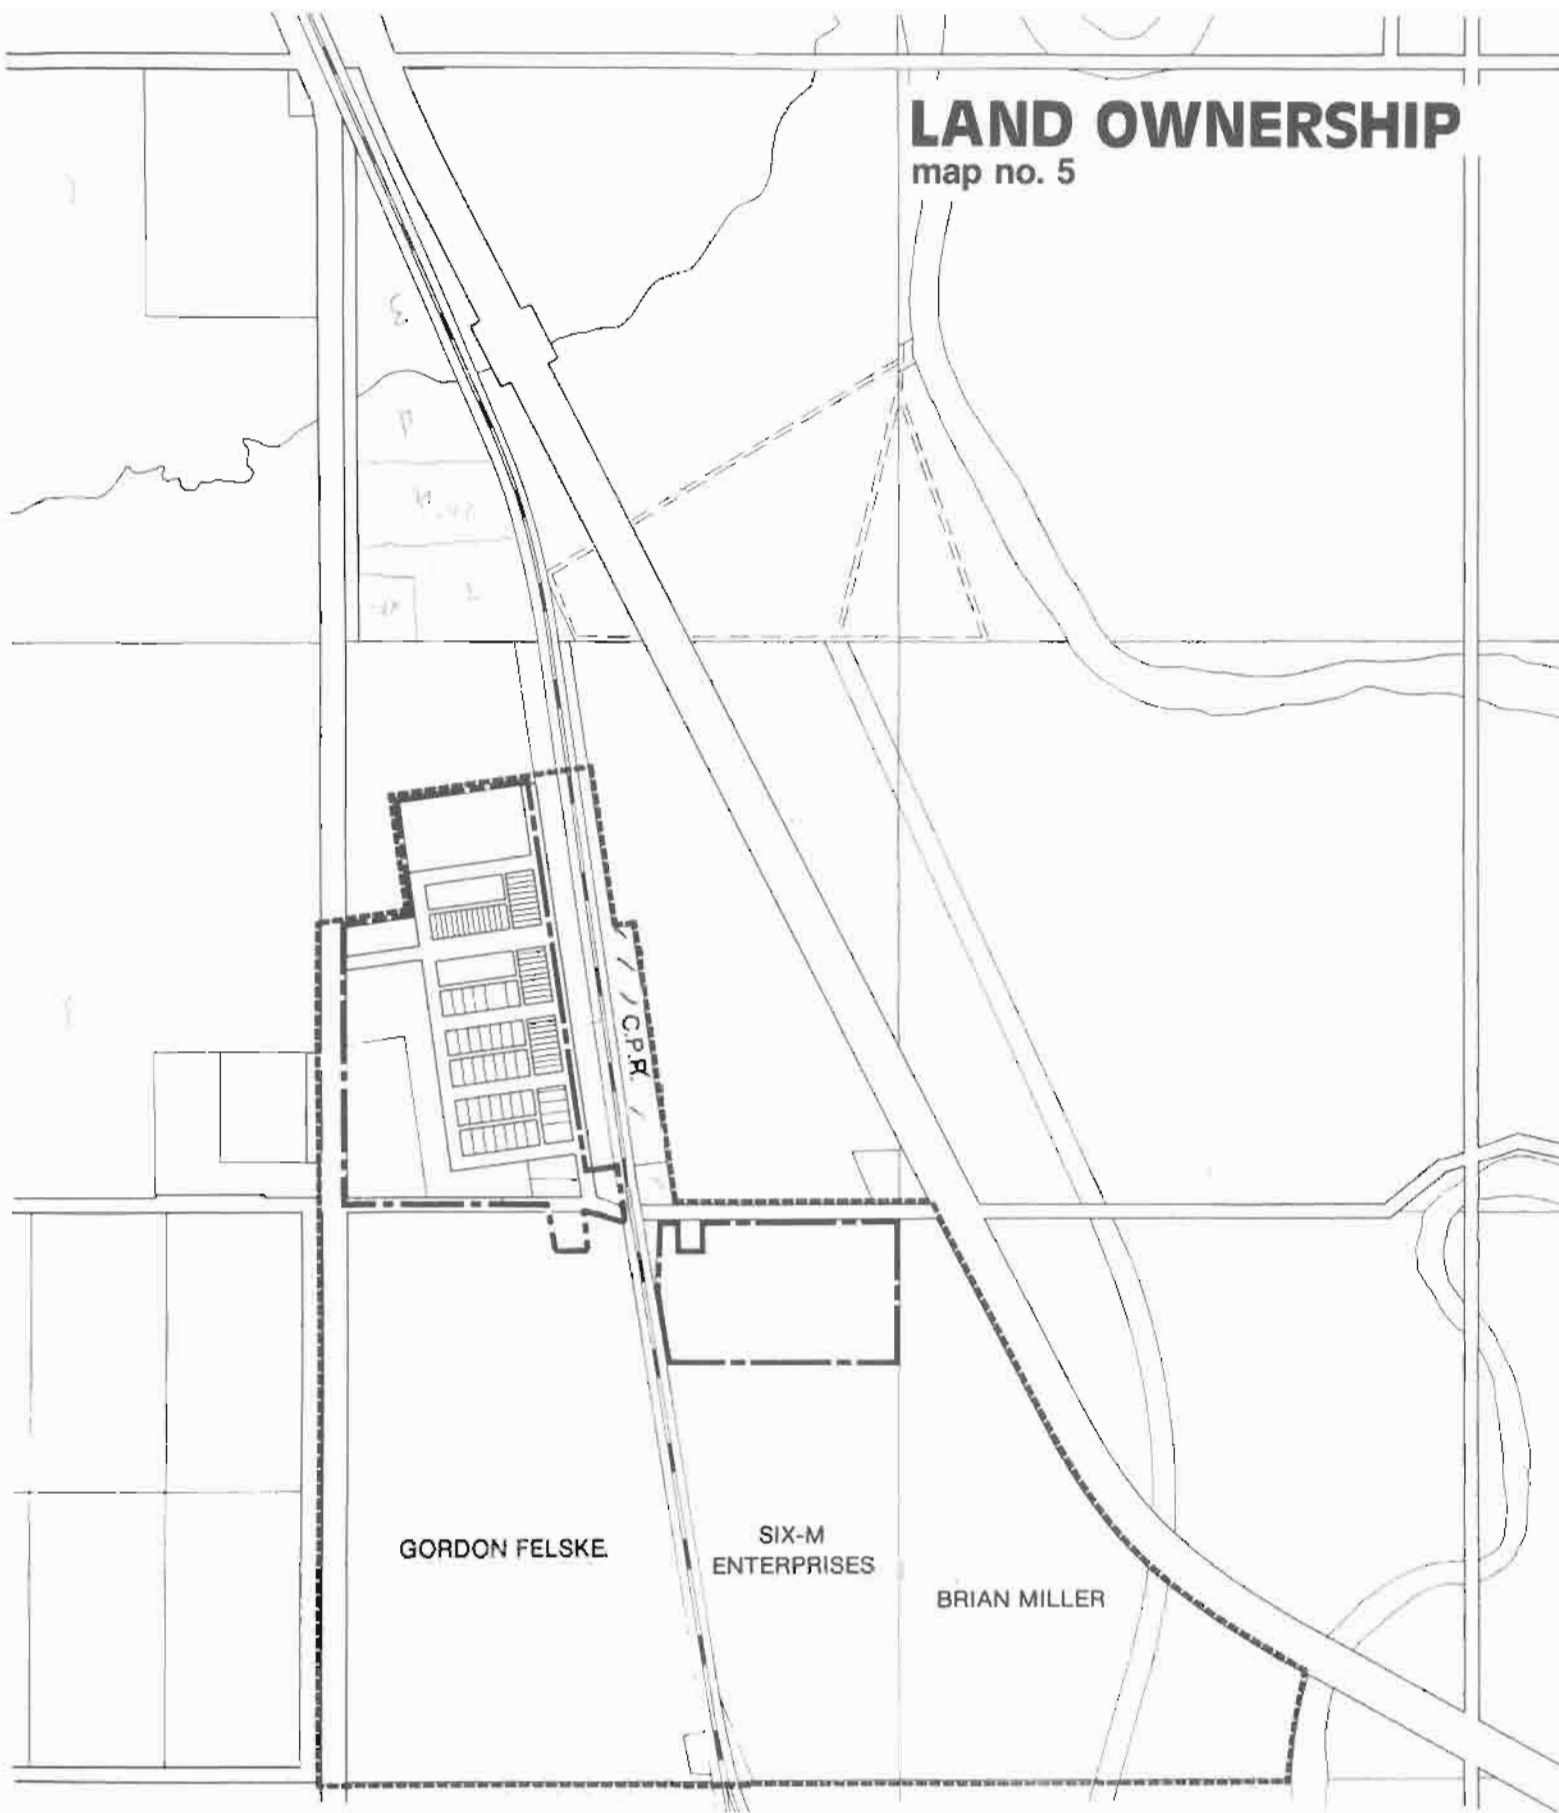 LAND OWNERSHIP
map no. 5
C.P.R.
GORDON FELSKE.
SIX-M
ENTERPRISES
BRIAN MILLER